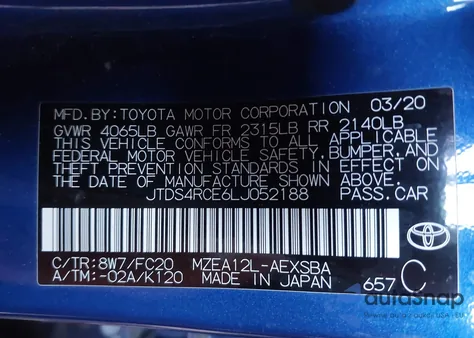 MFD.BY:TOYOTA MOTOR CORPORATION 03/20
GVWR 4065LB GAWR FR 2315LB RR 2140LB
THIS VEHICLE CONFORMS TO ALL APPLICABLE
FEDERAL MOTOR VEHICLE SAFETY, BUMPER, AND
THEFT PREVENTION STANDARDS IN EFFECT ON
THE DATE OF MANUFACTURE SHOWN ABOVE.
JTDS4RCE6LJ052188 PASS.CAR
TOYOTA
C/TR:8W7/FC20 MZEA12L-AEXSBA
A/TM:-02A/K120 MADE IN JAPAN 657 C
autoSnap